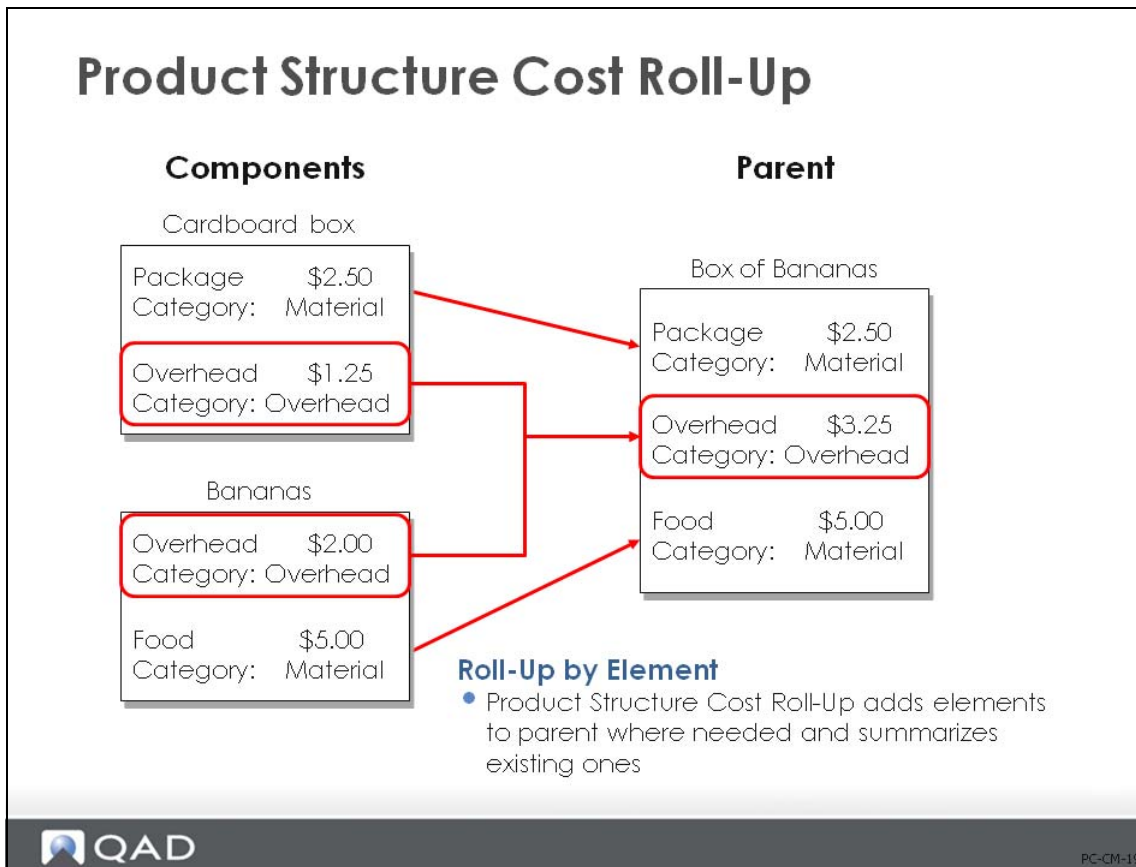 Product Structure Cost Roll-Up
Components
Cardboard box
Package $2.50
Category: Material
Overhead $1.25
Category: Overhead
Bananas
Overhead $2.00
Category: Overhead
Food $5.00
Category: Material
Parent
Box of Bananas
Package $2.50
Category: Material
Overhead $3.25
Category: Overhead
Food $5.00
Category: Material
Roll-Up by Element
• Product Structure Cost Roll-Up adds elements
to parent where needed and summarizes
existing ones
QAD